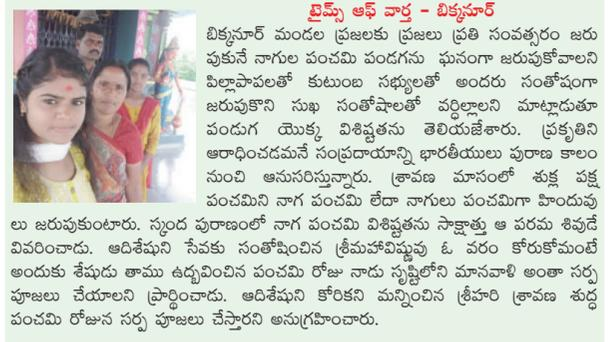 టైమ్స్ ఆఫ్ వార్త - బిక్కనూర్
బిక్కనూర్ మండల ప్రజలకు ప్రజలు ప్రతి సంవత్సరం జరు
పుకునే నాగుల పంచమి పండగను ఘనంగా జరుపుకోవాలని
పిల్లాపాపలతో కుటుంబ సభ్యులతో అందరు సంతోషంగా
జరుపుకొని సుఖ సంతోషాలతో వర్ధిల్లాలని మాట్లాడుతూ
పండుగ యొక్క విశిష్టతను తెలియజేశారు. ప్రకృతిని
ఆరాధించడమనే సంప్రదాయాన్ని భారతీయులు పురాణ కాలం
నుంచి ఆనుసరిస్తున్నారు. శ్రావణ మాసంలో శుక్ల పక్ష
పంచమిని నాగ పంచమి లేదా నాగులు పంచమిగా హిందువు
లు జరుపుకుంటారు. స్కంద పురాణంలో నాగ పంచమి విశిష్టతను సాక్షాత్తు ఆ పరమ శివుడే
వివరించాడు. ఆదిశేషుని సేవకు సంతోషించిన శ్రీమహావిష్ణువు ఓ వరం కోరుకోమంటే
అందుకు శేషుడు తాము ఉద్భవించిన పంచమి రోజు నాడు సృష్టిలోని మానవాళి అంతా సర్ప
పూజలు చేయాలని ప్రార్థించాడు. ఆదిశేషుని కోరికని మన్నించిన శ్రీహరి శ్రావణ శుద్ధ
పంచమి రోజున సర్ప పూజలు చేస్తారని అనుగ్రహించారు.